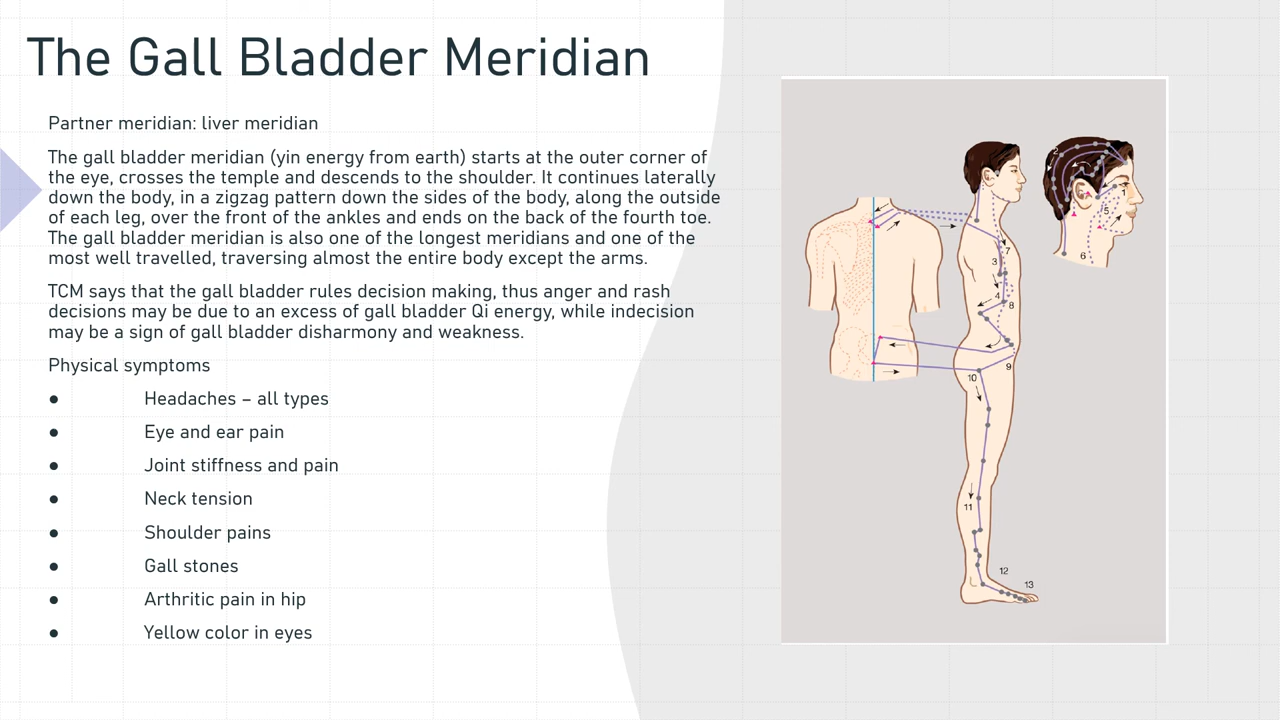 The Gall Bladder Meridian
Partner meridian: liver meridian
The gall bladder meridian (yin energy from earth) starts at the outer corner of
the eye, crosses the temple and descends to the shoulder. It continues laterally
down the body, in a zigzag pattern down the sides of the body, along the outside
of each leg, over the front of the ankles and ends on the back of the fourth toe.
The gall bladder meridian is also one of the longest meridians and one of the
most well travelled, traversing almost the entire body except the arms.
TCM says that the gall bladder rules decision making, thus anger and rash
decisions may be due to an excess of gall bladder Qi energy, while indecision
may be a sign of gall bladder disharmony and weakness.
Physical symptoms
● Headaches – all types
● Eye and ear pain
● Joint stiffness and pain
● Neck tension
● Shoulder pains
● Gall stones
● Arthritic pain in hip
● Yellow color in eyes
2
1
5
6
7
3
4
8
9
10
11
12
13